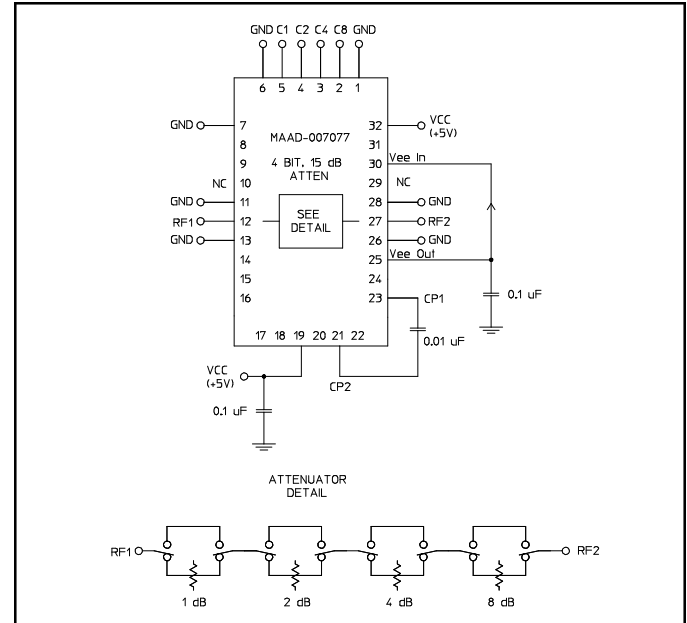 GND C1 C2 C4 C8 GND
6 5 4 3 2 1
GND 7 32 VCC
(+5V)
MAAD-007077
8 31
9 4 BIT, 15 dB 30 Vee In
ATTEN
NC 10 29 NC
GND 11 28 GND
RF1 12 SEE 27 RF2
DETAIL
GND 13 26 GND
14 25 Vee Out
15 24
16 23 CP1
0.1 uF
17 18 19 20 21 22
0.01 uF
VCC
(+5V)
CP2
0.1 uF
ATTENUATOR
DETAIL
RF1 RF2
1 dB 2 dB 4 dB 8 dB